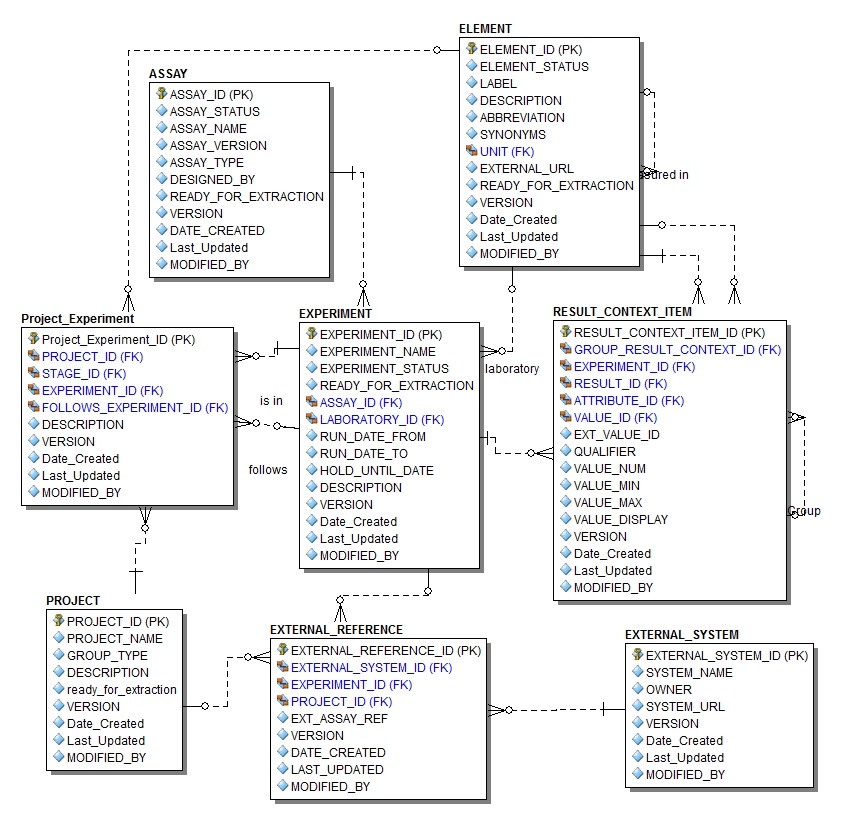 ELEMENT
ELEMENT_ID (PK)
ELEMENT_STATUS
LABEL
DESCRIPTION
ABBREVIATION
SYNONYMS
UNIT (FK)
EXTERNAL_URL
READY_FOR_EXTRACTION
VERSION
Date_Created
Last_Updated
MODIFIED_BY
in
ASSAY
ASSAY_ID (PK)
ASSAY_STATUS
ASSAY_NAME
ASSAY_VERSION
ASSAY_TYPE
DESIGNED_BY
READY_FOR_EXTRACTION
VERSION
DATE_CREATED
Last_Updated
MODIFIED_BY
Project_Experiment
Project_Experiment_ID (PK)
PROJECT_ID (FK)
STAGE_ID (FK)
EXPERIMENT_ID (FK)
FOLLOWS_EXPERIMENT_ID (FK)
DESCRIPTION
VERSION
Date_Created
Last_Updated
MODIFIED_BY
is in
follows
EXPERIMENT
EXPERIMENT_ID (PK)
EXPERIMENT_NAME
EXPERIMENT_STATUS
READY_FOR_EXTRACTION
ASSAY_ID (FK)
LABORATORY_ID (FK)
RUN_DATE_FROM
RUN_DATE_TO
HOLD_UNTIL_DATE
DESCRIPTION
VERSION
Date_Created
Last_Updated
MODIFIED_BY
laboratory
RESULT_CONTEXT_ITEM
RESULT_CONTEXT_ITEM_ID (PK)
GROUP_RESULT_CONTEXT_ID (FK)
EXPERIMENT_ID (FK)
RESULT_ID (FK)
ATTRIBUTE_ID (FK)
VALUE_ID (FK)
EXT_VALUE_ID
QUALIFIER
VALUE_NUM
VALUE_MIN
VALUE_MAX
VALUE_DISPLAY
VERSION
Date_Created
Last_Updated
MODIFIED_BY
Group
PROJECT
PROJECT_ID (PK)
PROJECT_NAME
GROUP_TYPE
DESCRIPTION
ready_for_extraction
VERSION
Date_Created
Last_Updated
MODIFIED_BY
EXTERNAL_REFERENCE
EXTERNAL_REFERENCE_ID (PK)
EXTERNAL_SYSTEM_ID (FK)
EXPERIMENT_ID (FK)
PROJECT_ID (FK)
EXT_ASSAY_REF
VERSION
DATE_CREATED
LAST_UPDATED
MODIFIED_BY
EXTERNAL_SYSTEM
EXTERNAL_SYSTEM_ID (PK)
SYSTEM_NAME
OWNER
SYSTEM_URL
VERSION
Date_Created
Last_Updated
MODIFIED_BY